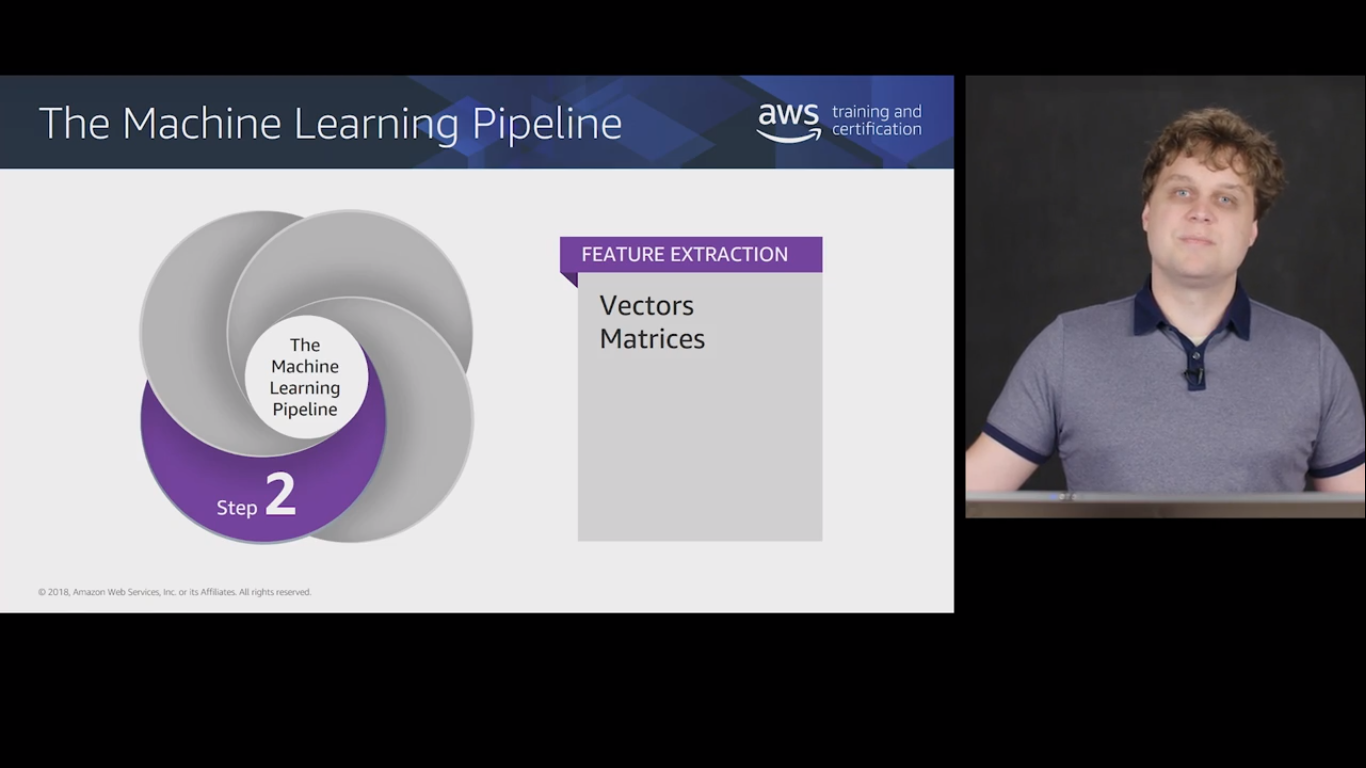 The Machine Learning Pipeline
aws training and
certification
The
Machine
Learning
Pipeline
Step 2
FEATURE EXTRACTION
Vectors
Matrices
© 2018, Amazon Web Services, Inc. or its Affiliates. All rights reserved.